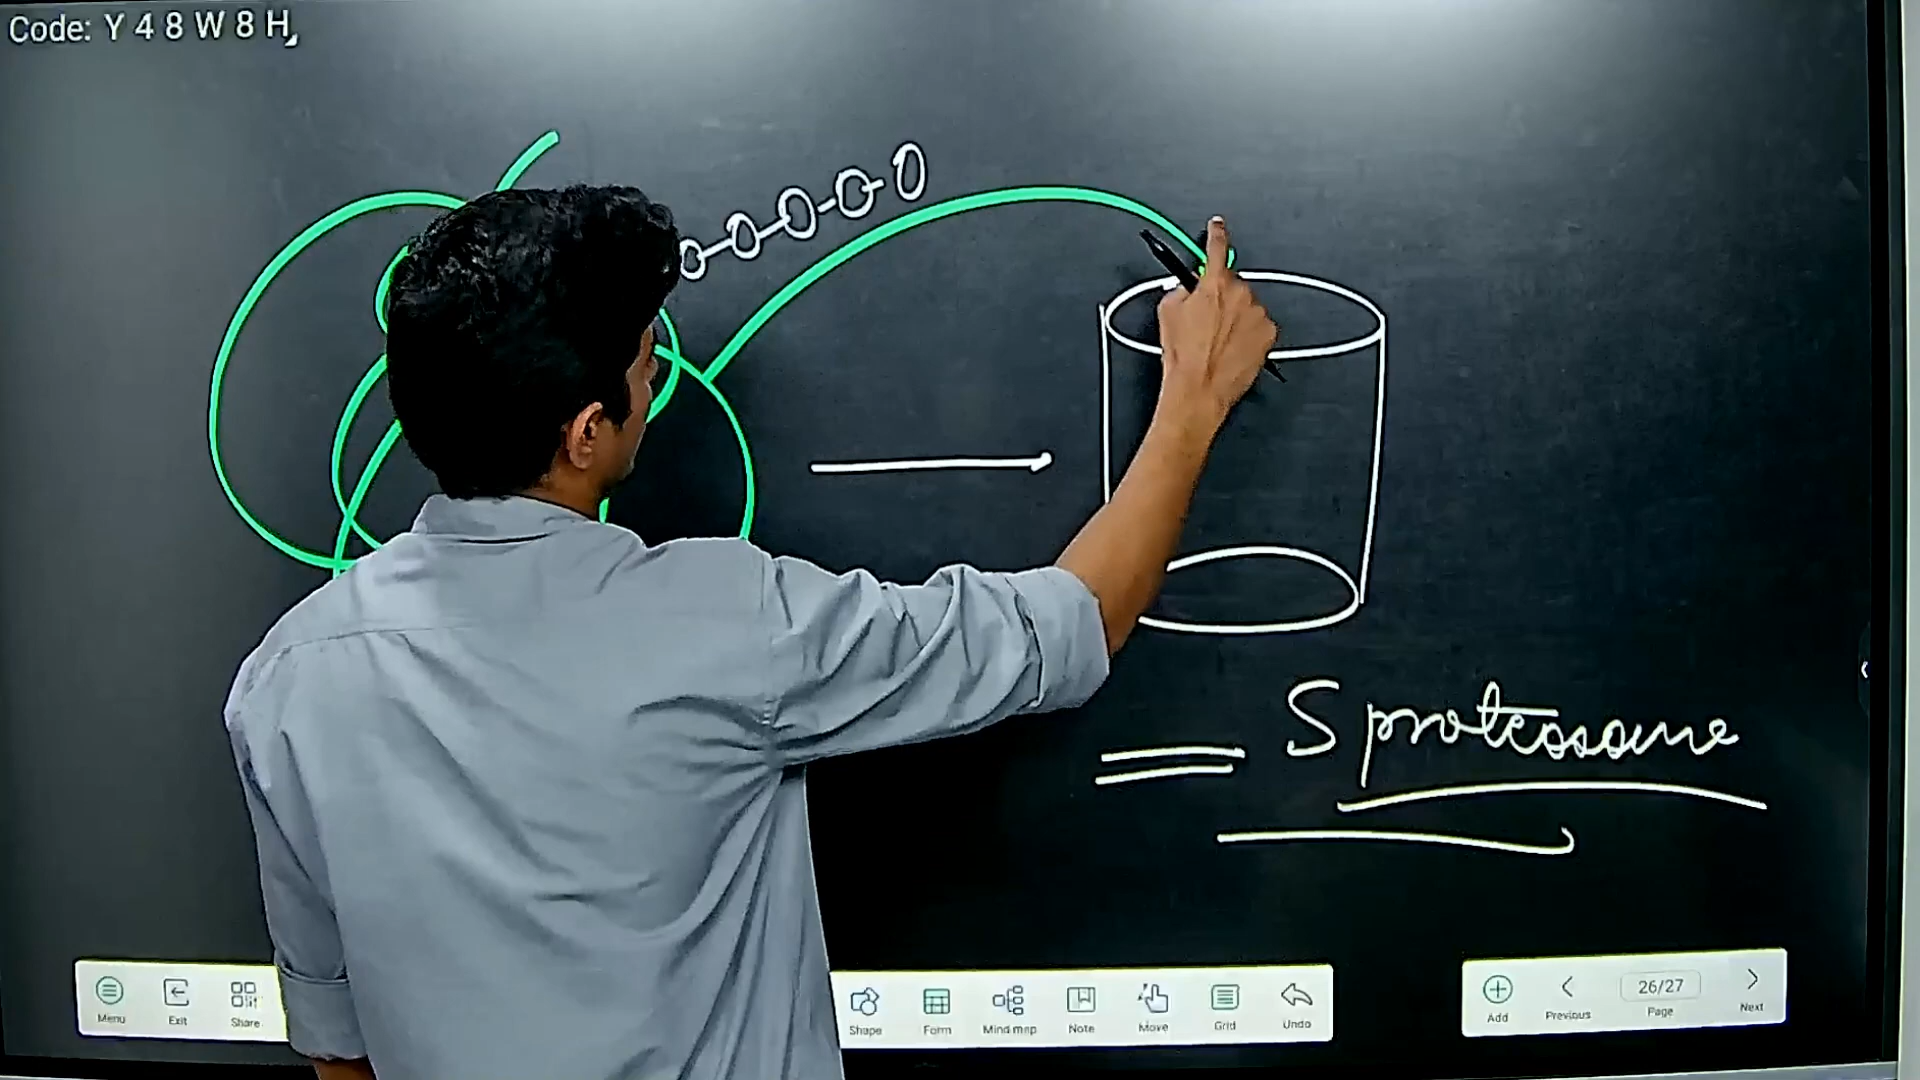 Code: Y 4 8 W 8 H
S proteosome
Menu Exit Share Shape Form Mind map Note Move Grid Undo Add Previous 26/27 Page Next